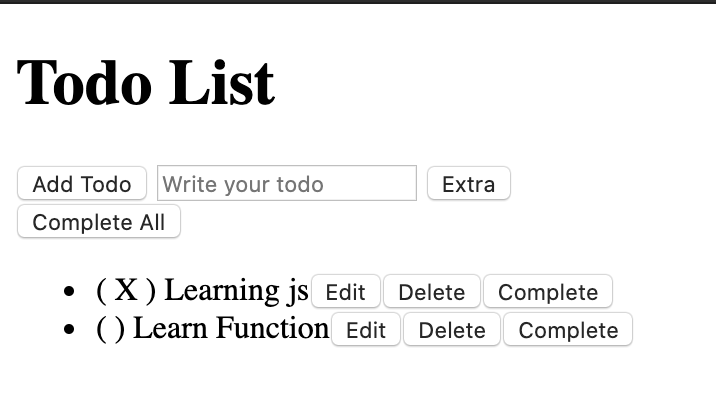 Todo List
Add Todo Write your todo Extra
Complete All
( X ) Learning js Edit Delete Complete
( ) Learn Function Edit Delete Complete